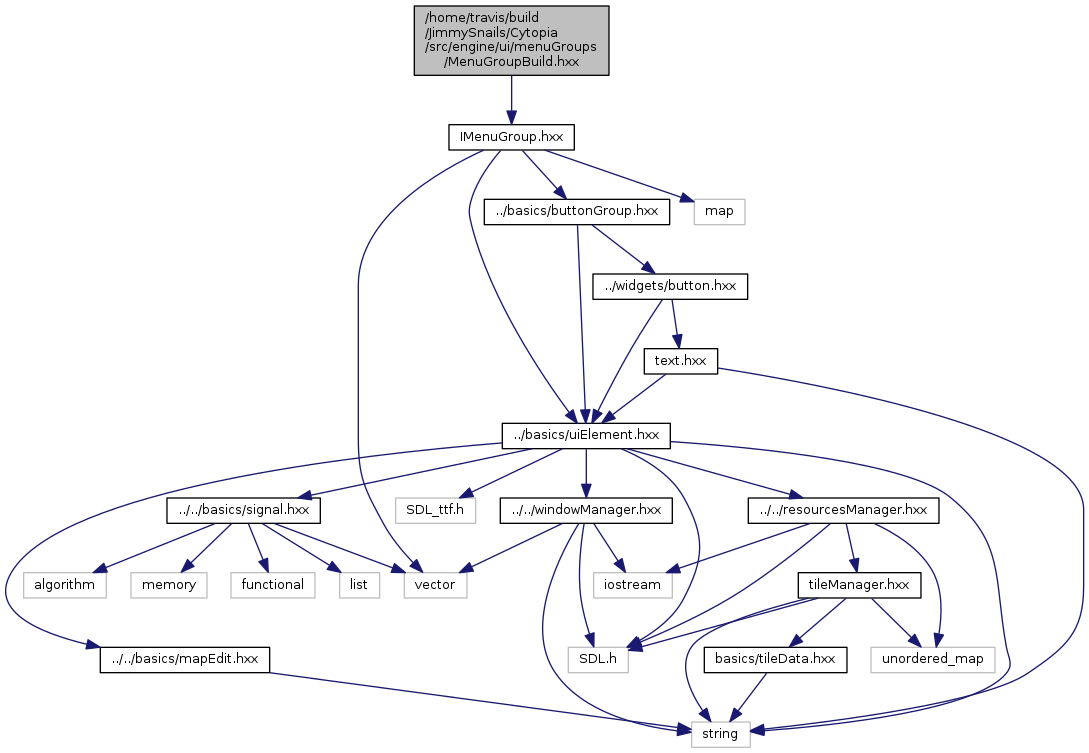 /home/travis/build
/JimmySnails/Cytopia
/src/engine/ui/menuGroups
/MenuGroupBuild.hxx
IMenuGroup.hxx
../basics/buttonGroup.hxx
map
../widgets/button.hxx
text.hxx
../basics/uiElement.hxx
../../basics/signal.hxx
SDL_ttf.h
../../windowManager.hxx
../../resourcesManager.hxx
algorithm
memory
functional
list
vector
iostream
tileManager.hxx
../../basics/mapEdit.hxx
SDL.h
basics/tileData.hxx
unordered_map
string